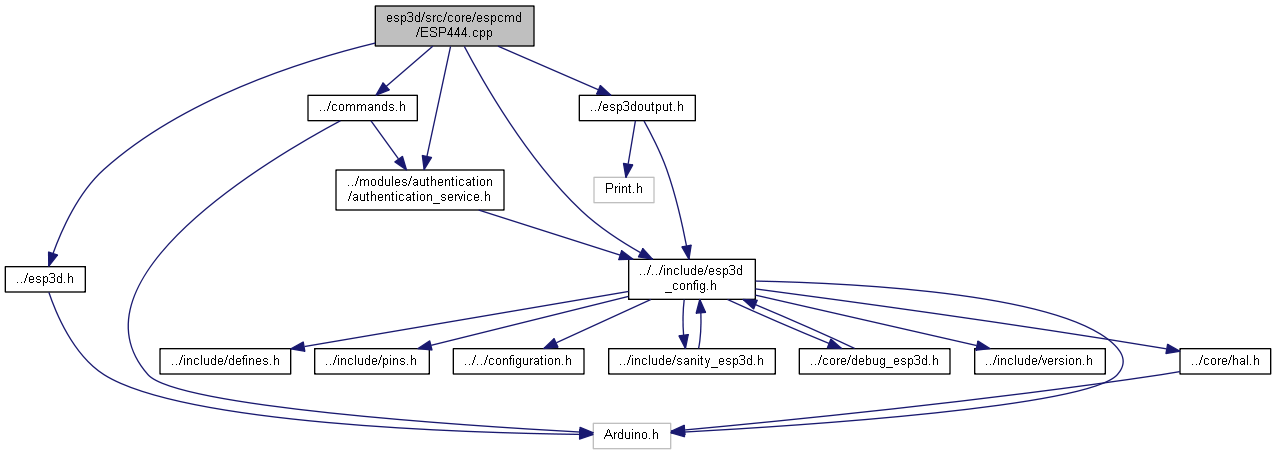 esp3d/src/core/espcmd
/ESP444.cpp
../commands.h
../esp3doutput.h
../modules/authentication
/authentication_service.h
Print.h
../esp3d.h
../../include/esp3d
_config.h
../include/defines.h
../include/pins.h
../../configuration.h
../include/sanity_esp3d.h
../core/debug_esp3d.h
../include/version.h
../core/hal.h
Arduino.h